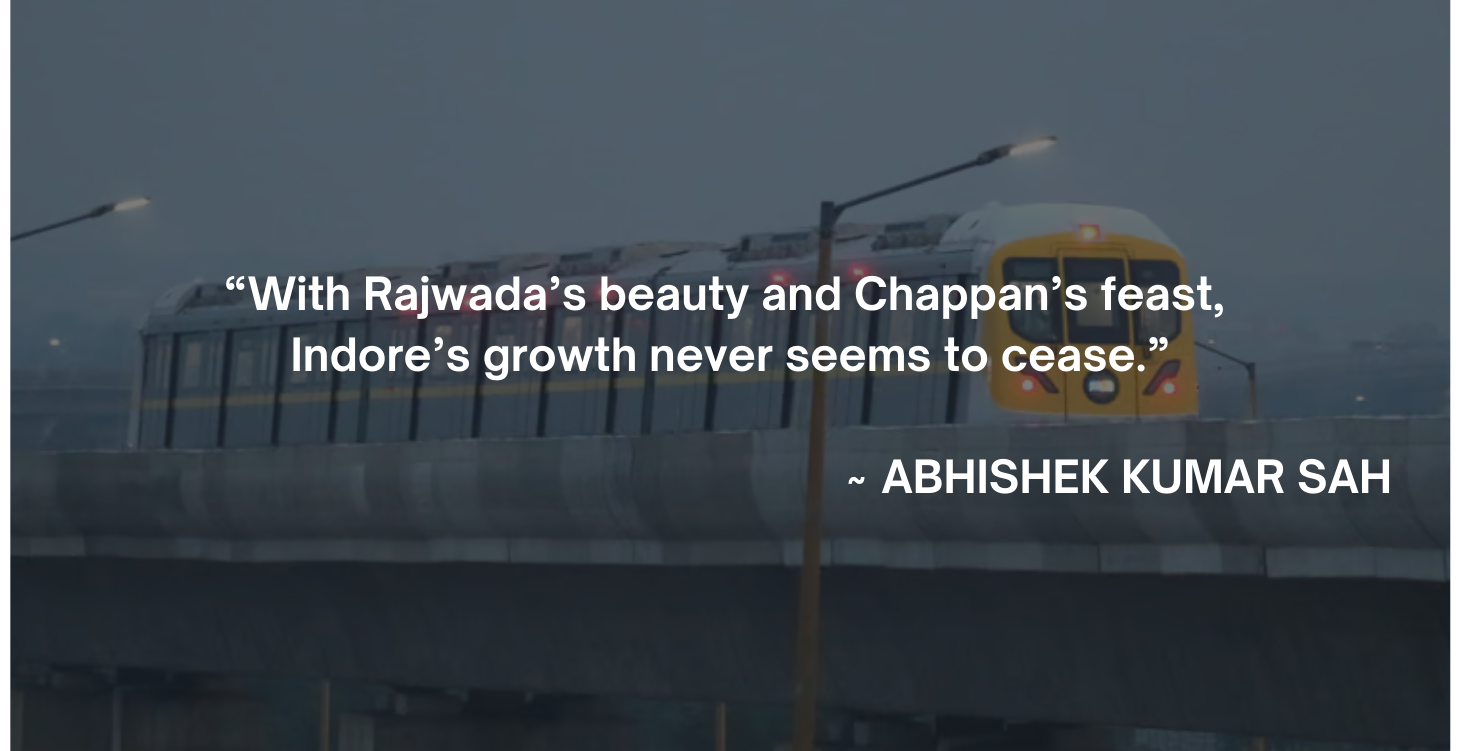 “With Rajwada’s beauty and Chappan’s feast,
Indore’s growth never seems to cease.”
~ ABHISHEK KUMAR SAH